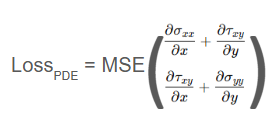 Loss_PDE = MSE( ∂σ_xx/∂x + ∂τ_xy/∂y
∂τ_xy/∂x + ∂σ_yy/∂y )